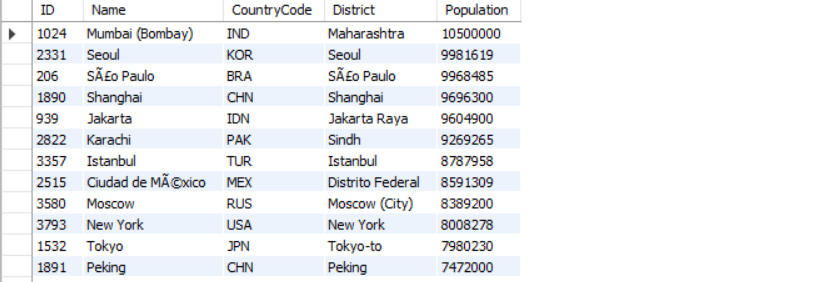 ID Name CountryCode District Population
1024 Mumbai (Bombay) IND Maharashtra 10500000
2331 Seoul KOR Seoul 9981619
206 SÃ£o Paulo BRA SÃ£o Paulo 9968485
1890 Shanghai CHN Shanghai 9696300
939 Jakarta IDN Jakarta Raya 9604900
2822 Karachi PAK Sindh 9269265
3357 Istanbul TUR Istanbul 8787958
2515 Ciudad de MÃ©xico MEX Distrito Federal 8591309
3580 Moscow RUS Moscow (City) 8389200
3793 New York USA New York 8008278
1532 Tokyo JPN Tokyo-to 7980230
1891 Peking CHN Peking 7472000